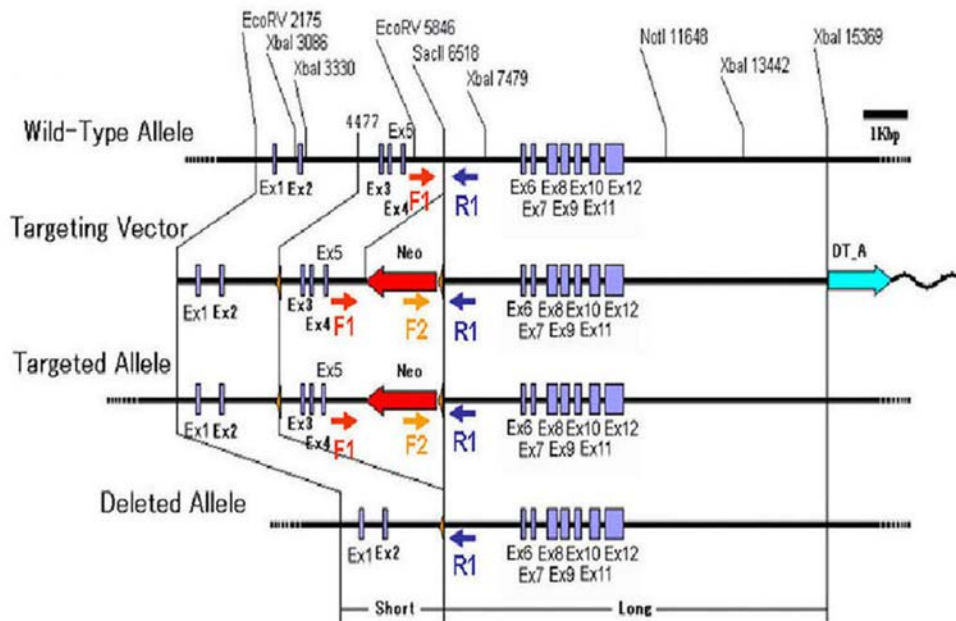 EcoRV 2175
XbaI 3086
XbaI 3330
4477
EcoRV 5846
SacII 6518
XbaI 7479
NotI 11648
XbaI 13442
XbaI 15369
1Kbp
Wild-Type Allele
Ex1 Ex2 Ex3 Ex4 Ex5 F1 R1 Ex6 Ex7 Ex8 Ex9 Ex10 Ex11 Ex12
Targeting Vector
Ex1 Ex2 Ex3 Ex4 Ex5 F1 Neo F2 R1 Ex6 Ex7 Ex8 Ex9 Ex10 Ex11 Ex12 DT_A
Targeted Allele
Ex1 Ex2 Ex3 Ex4 Ex5 F1 Neo F2 R1 Ex6 Ex7 Ex8 Ex9 Ex10 Ex11 Ex12
Deleted Allele
Ex1 Ex2 R1 Ex6 Ex7 Ex8 Ex9 Ex10 Ex11 Ex12
Short Long